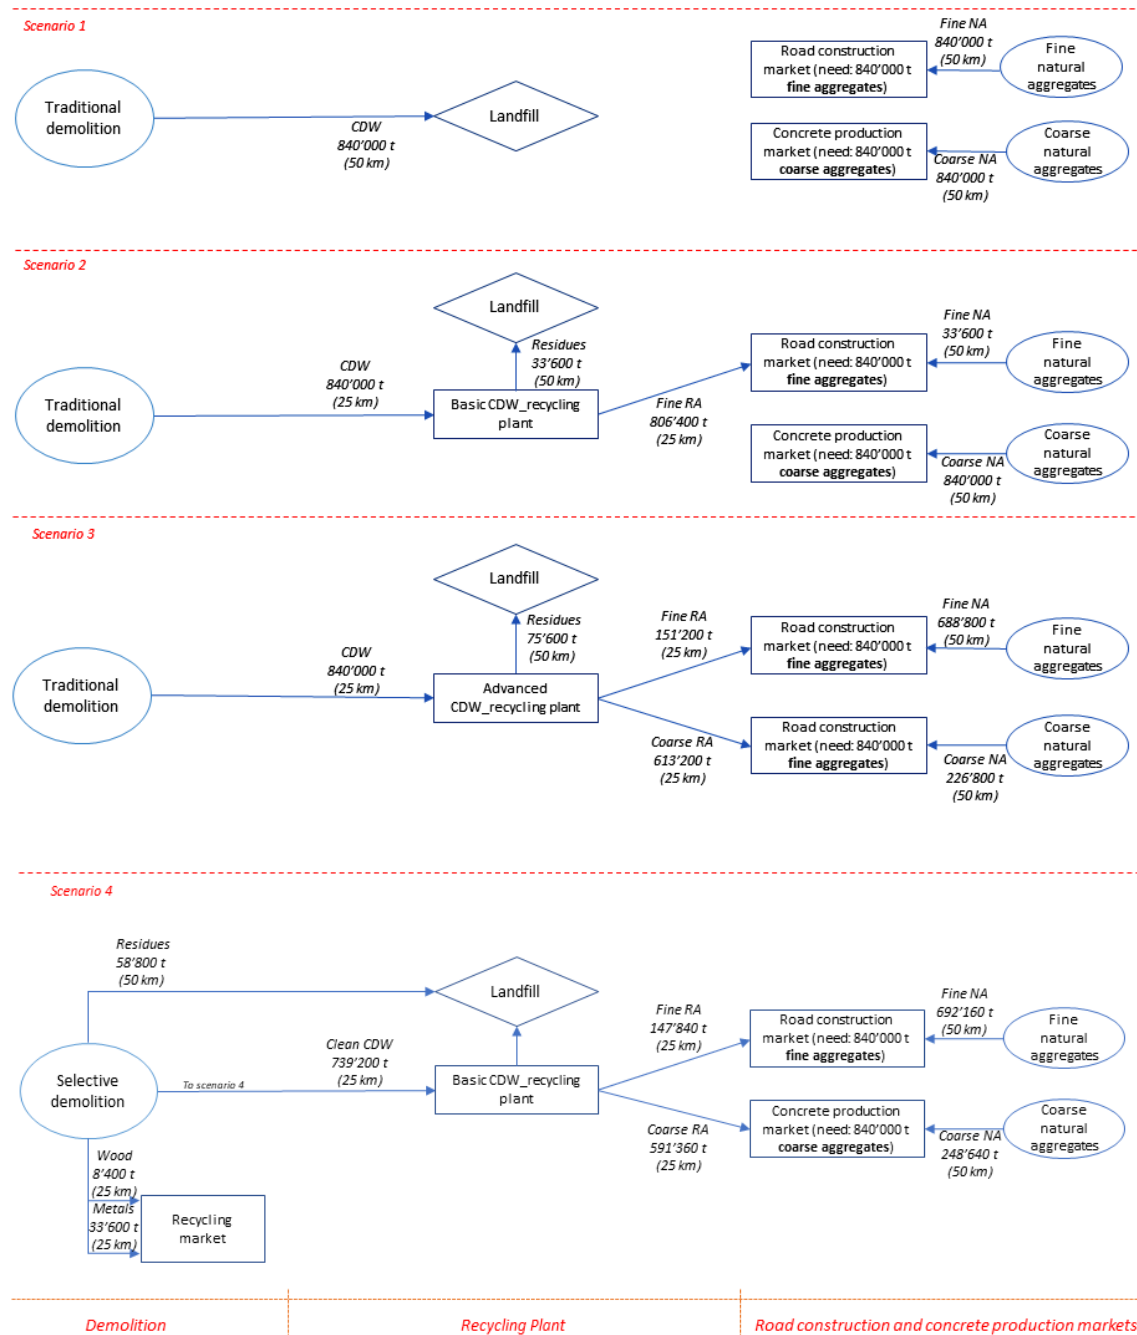 Scenario 1
Traditional
demolition
CDW
840'000 t
(50 km)
Landfill
Road construction
market (need: 840'000 t
fine aggregates)
Fine NA
840'000 t
(50 km)
Fine
natural
aggregates
Concrete production
market (need: 840'000 t
coarse aggregates)
Coarse NA
840'000 t
(50 km)
Coarse
natural
aggregates
Scenario 2
Traditional
demolition
CDW
840'000 t
(25 km)
Landfill
Residues
33'600 t
(50 km)
Basic CDW_recycling
plant
Fine RA
806'400 t
(25 km)
Road construction
market (need: 840'000 t
fine aggregates)
Fine NA
33'600 t
(50 km)
Fine
natural
aggregates
Concrete production
market (need: 840'000 t
coarse aggregates)
Coarse NA
840'000 t
(50 km)
Coarse
natural
aggregates
Scenario 3
Traditional
demolition
CDW
840'000 t
(25 km)
Landfill
Residues
75'600 t
(50 km)
Advanced
CDW_recycling plant
Fine RA
151'200 t
(25 km)
Coarse RA
613'200 t
(25 km)
Road construction
market (need: 840'000 t
fine aggregates)
Fine NA
688'800 t
(50 km)
Fine
natural
aggregates
Road construction
market (need: 840'000 t
fine aggregates)
Coarse NA
226'800 t
(50 km)
Coarse
natural
aggregates
Scenario 4
Residues
58'800 t
(50 km)
Selective
demolition
To scenario 4
Clean CDW
739'200 t
(25 km)
Landfill
Basic CDW_recycling
plant
Fine RA
147'840 t
(25 km)
Coarse RA
591'360 t
(25 km)
Road construction
market (need: 840'000 t
fine aggregates)
Fine NA
692'160 t
(50 km)
Fine
natural
aggregates
Concrete production
market (need: 840'000 t
coarse aggregates)
Coarse NA
248'640 t
(50 km)
Coarse
natural
aggregates
Wood
8'400 t
(25 km)
Metals
33'600 t
(25 km)
Recycling
market
Demolition
Recycling Plant
Road construction and concrete production markets